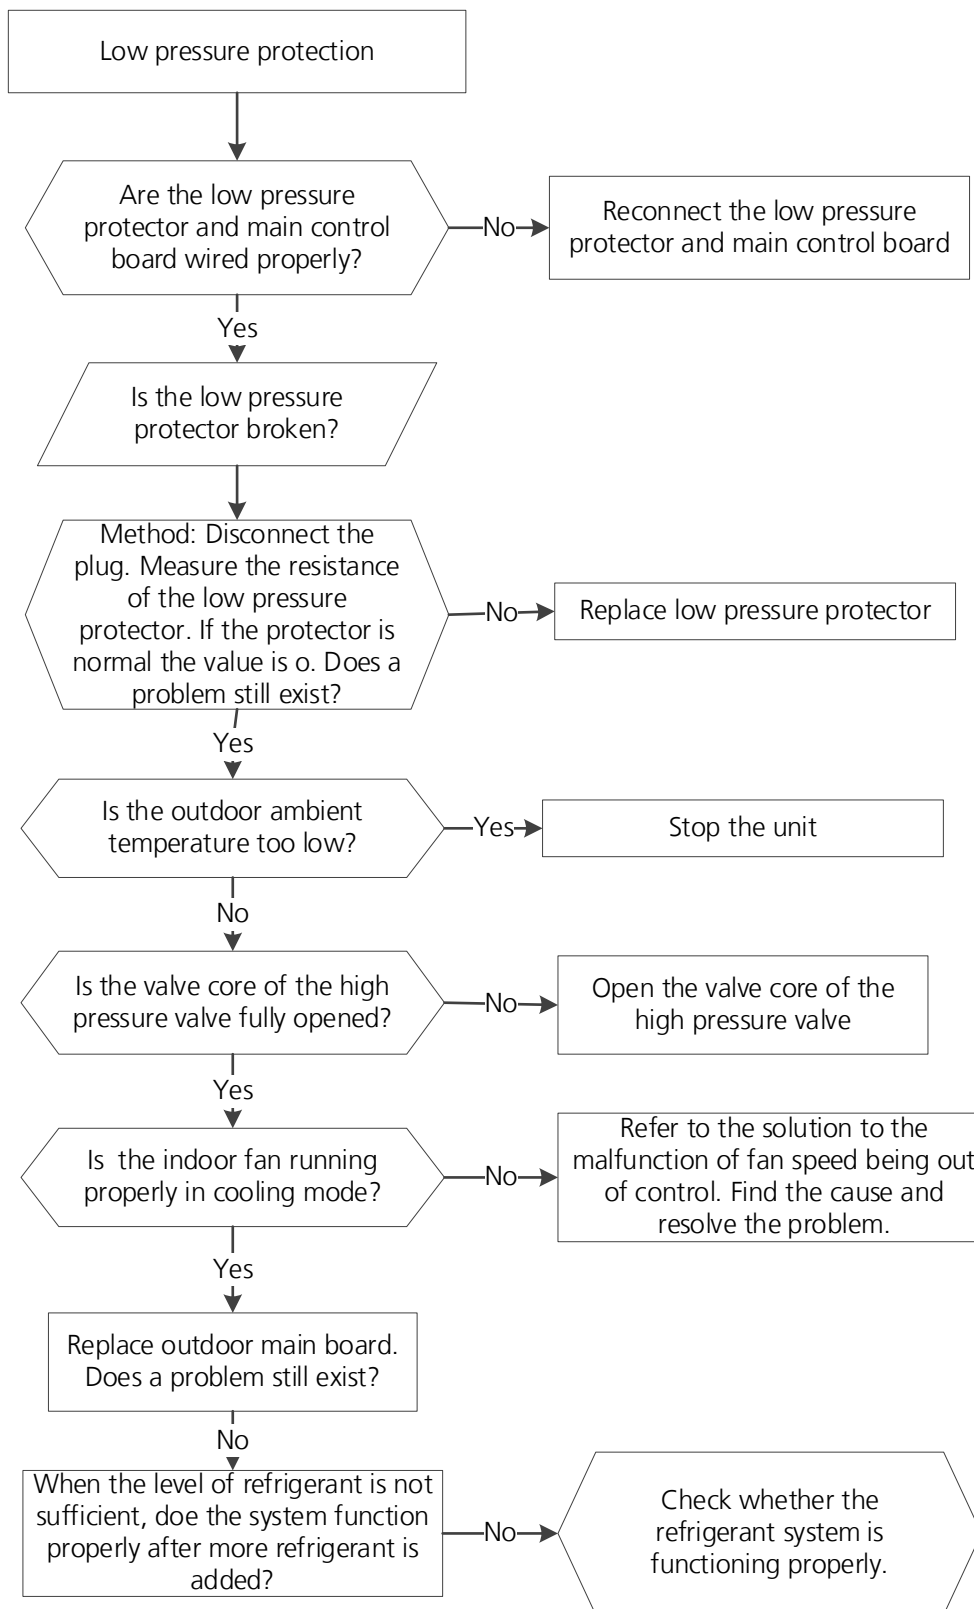 Low pressure protection
Are the low pressure
protector and main control
board wired properly?
No
Reconnect the low pressure
protector and main control board
Yes
Is the low pressure
protector broken?
Method: Disconnect the
plug. Measure the resistance
of the low pressure
protector. If the protector is
normal the value is o. Does a
problem still exist?
No
Replace low pressure protector
Yes
Is the outdoor ambient
temperature too low?
Yes
Stop the unit
No
Is the valve core of the high
pressure valve fully opened?
No
Open the valve core of the
high pressure valve
Yes
Is the indoor fan running
properly in cooling mode?
No
Refer to the solution to the
malfunction of fan speed being out
of control. Find the cause and
resolve the problem.
Yes
Replace outdoor main board.
Does a problem still exist?
No
When the level of refrigerant is not
sufficient, doe the system function
properly after more refrigerant is
added?
No
Check whether the
refrigerant system is
functioning properly.